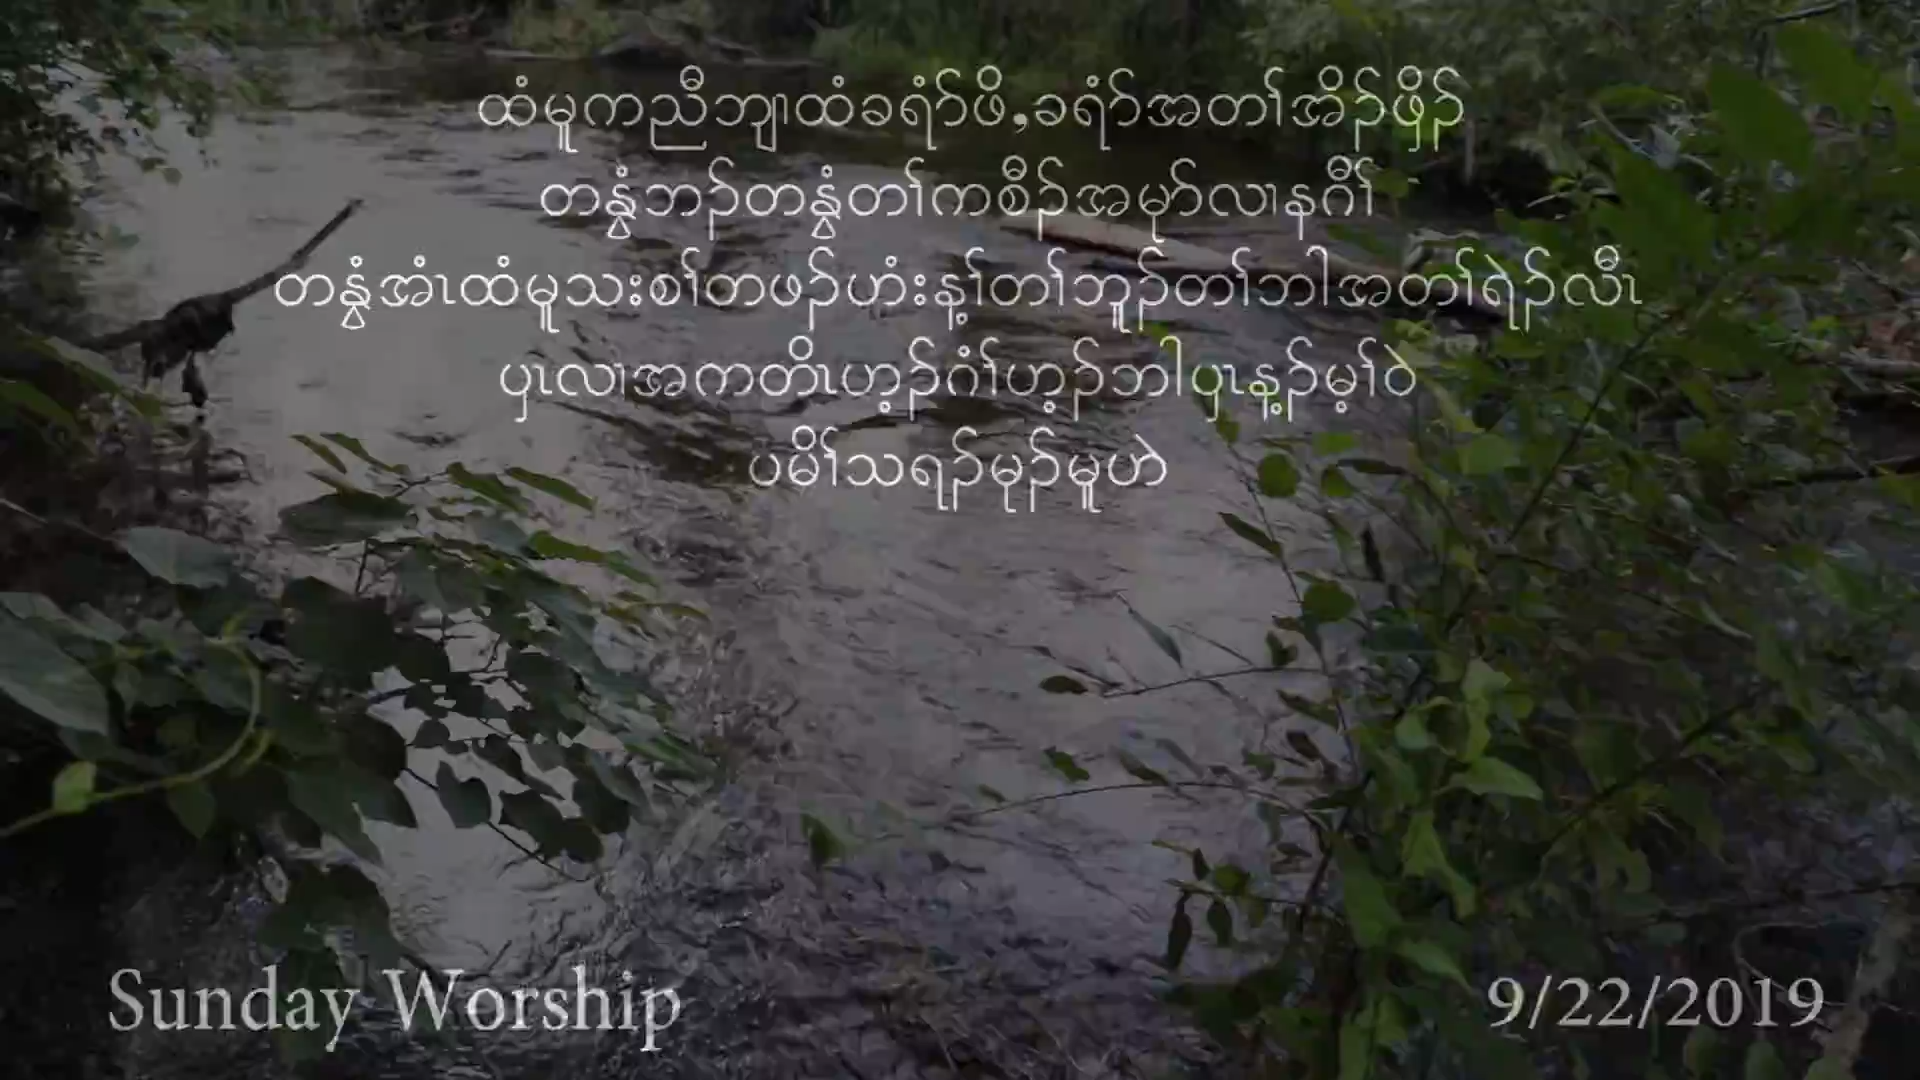 ထံမူကညီဘျၢထံခရံာ်ဖိ,ခရံာ်အတၢ်အိၣ်ဖှိၣ်
တနွံဘၣ်တနွံတၢ်ကစီၣ်အမုာ်လၢနဂီၢ်
တနွံအံၤထံမူသးစၢ်တဖၣ်ဟုံးန့ၢ်တၢ်ဘူၣ်တၢ်ဘါအတၢ်ရဲၣ်လီၤ
ပှၤလၢအကတိၤဟ့ၣ်ဂံၢ်ဟ့ၣ်ဘါပှၤန့ၣ်မ့ၢ်ဝဲ
ပမိၢ်သရၣ်မုၣ်မူဟဲ
Sunday Worship
9/22/2019